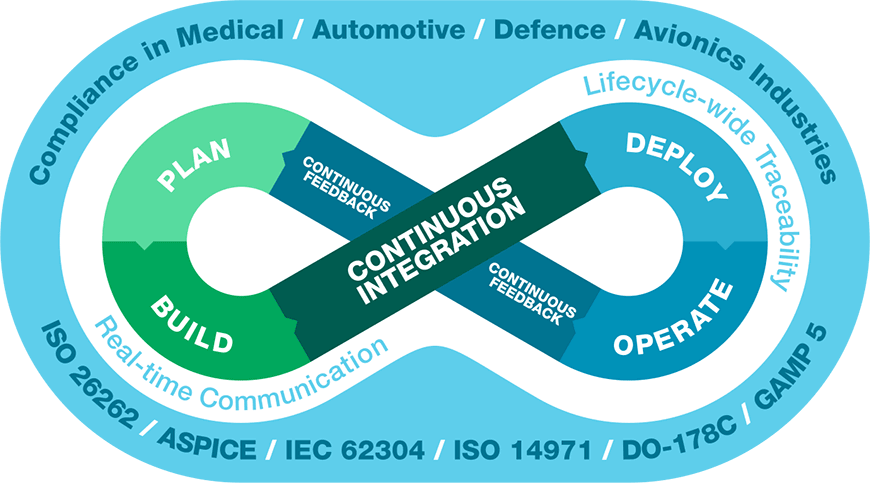 Compliance in Medical / Automotive / Defence / Avionics Industries
Lifecycle-wide Traceability
PLAN
CONTINUOUS
FEEDBACK
CONTINUOUS
INTEGRATION
DEPLOY
BUILD
CONTINUOUS
FEEDBACK
OPERATE
Real-time Communication
ISO 26262 / ASPICE / IEC 62304 / ISO 14971 / DO-178C / GAMP 5